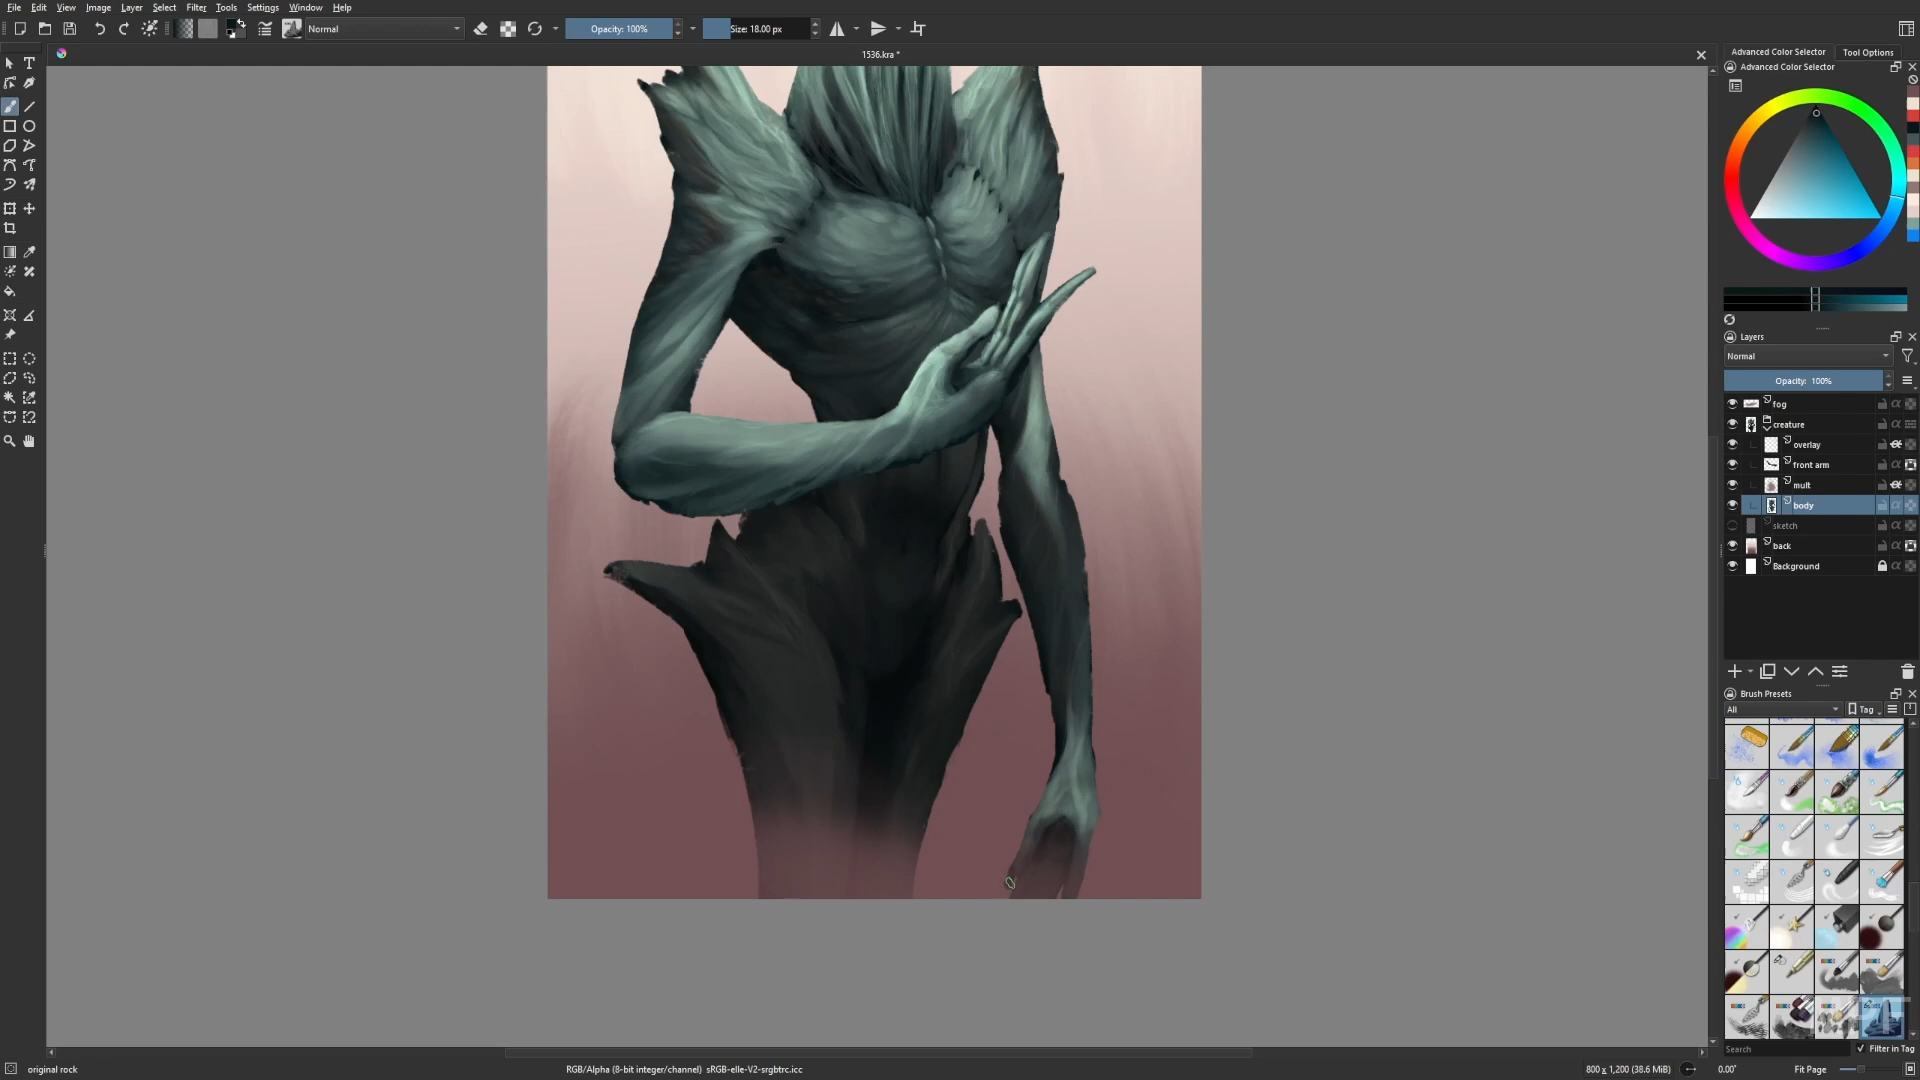 File Edit View Image Layer Select Filter Tools Settings Window Help
Normal Opacity: 100% Size: 18.00 px
1536.kra *
Advanced Color Selector Tool Options
Advanced Color Selector
Layers
Normal
Opacity: 100%
fog
creature
overlay
front arm
mult
body
sketch
back
Background
Brush Presets
All Tag
Search Filter in Tag
original rock RGB/Alpha (8-bit integer/channel) sRGB-elle-V2-srgbtrc.icc 800 x 1,200 (38.6 MiB) 0.00° Fit Page